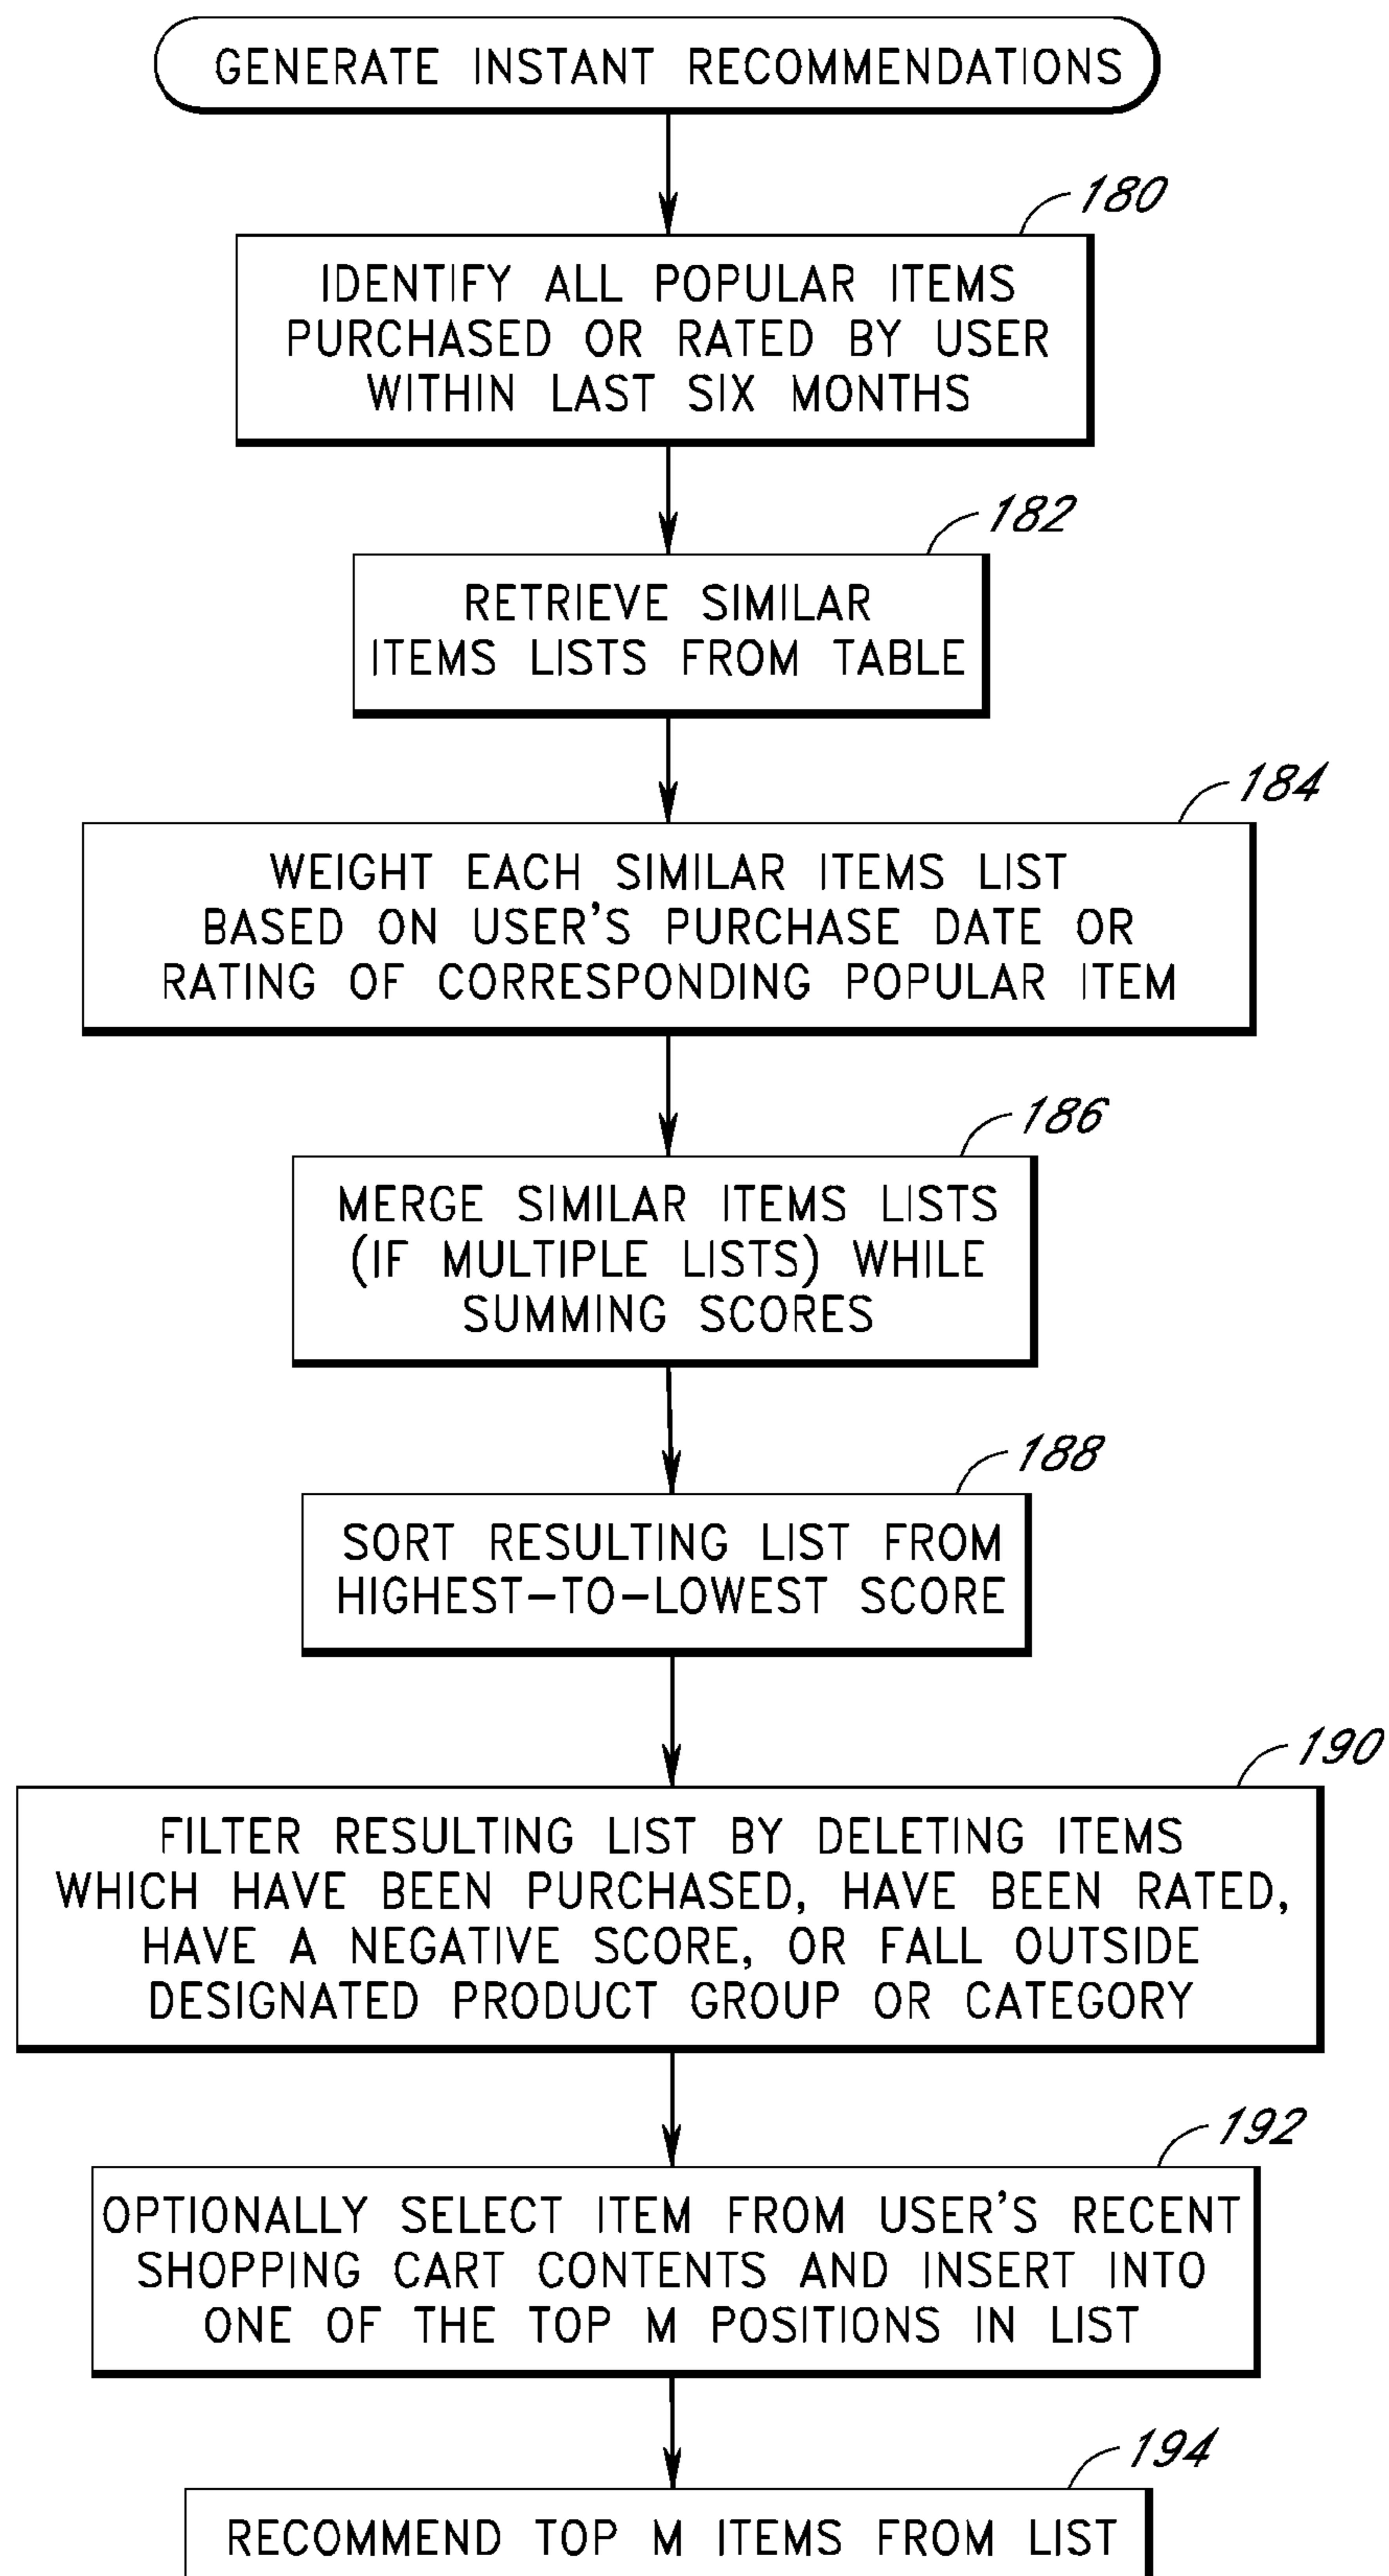 GENERATE INSTANT RECOMMENDATIONS
180
IDENTIFY ALL POPULAR ITEMS
PURCHASED OR RATED BY USER
WITHIN LAST SIX MONTHS
182
RETRIEVE SIMILAR
ITEMS LISTS FROM TABLE
184
WEIGHT EACH SIMILAR ITEMS LIST
BASED ON USER'S PURCHASE DATE OR
RATING OF CORRESPONDING POPULAR ITEM
186
MERGE SIMILAR ITEMS LISTS
(IF MULTIPLE LISTS) WHILE
SUMMING SCORES
188
SORT RESULTING LIST FROM
HIGHEST-TO-LOWEST SCORE
190
FILTER RESULTING LIST BY DELETING ITEMS
WHICH HAVE BEEN PURCHASED, HAVE BEEN RATED,
HAVE A NEGATIVE SCORE, OR FALL OUTSIDE
DESIGNATED PRODUCT GROUP OR CATEGORY
192
OPTIONALLY SELECT ITEM FROM USER'S RECENT
SHOPPING CART CONTENTS AND INSERT INTO
ONE OF THE TOP M POSITIONS IN LIST
194
RECOMMEND TOP M ITEMS FROM LIST